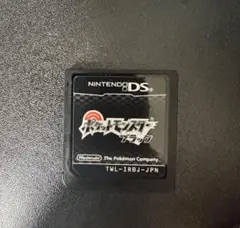 NINTENDO DS
ポケットモンスター
ブラック
Nintendo
The Pokémon Company
TWL-IRBJ-JPN